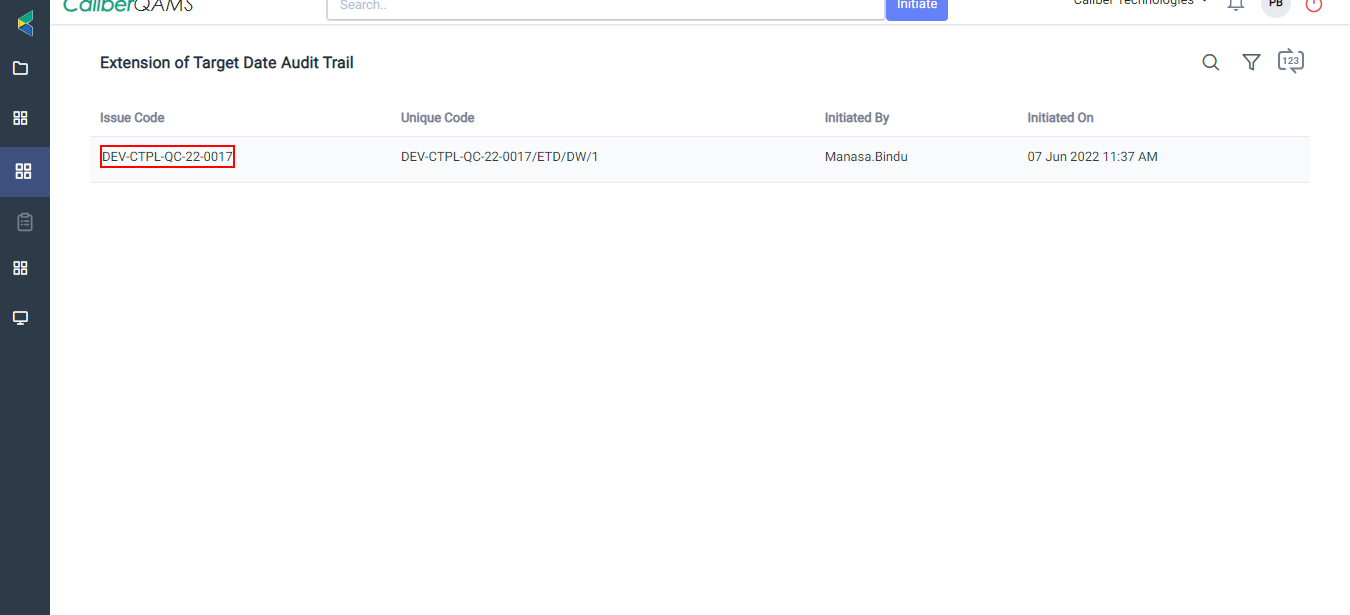 CaliberQAMS
Search..
Initiate
Caliber Technologies
PB
Extension of Target Date Audit Trail
123
Issue Code Unique Code Initiated By Initiated On
DEV-CTPL-QC-22-0017 DEV-CTPL-QC-22-0017/ETD/DW/1 Manasa.Bindu 07 Jun 2022 11:37 AM